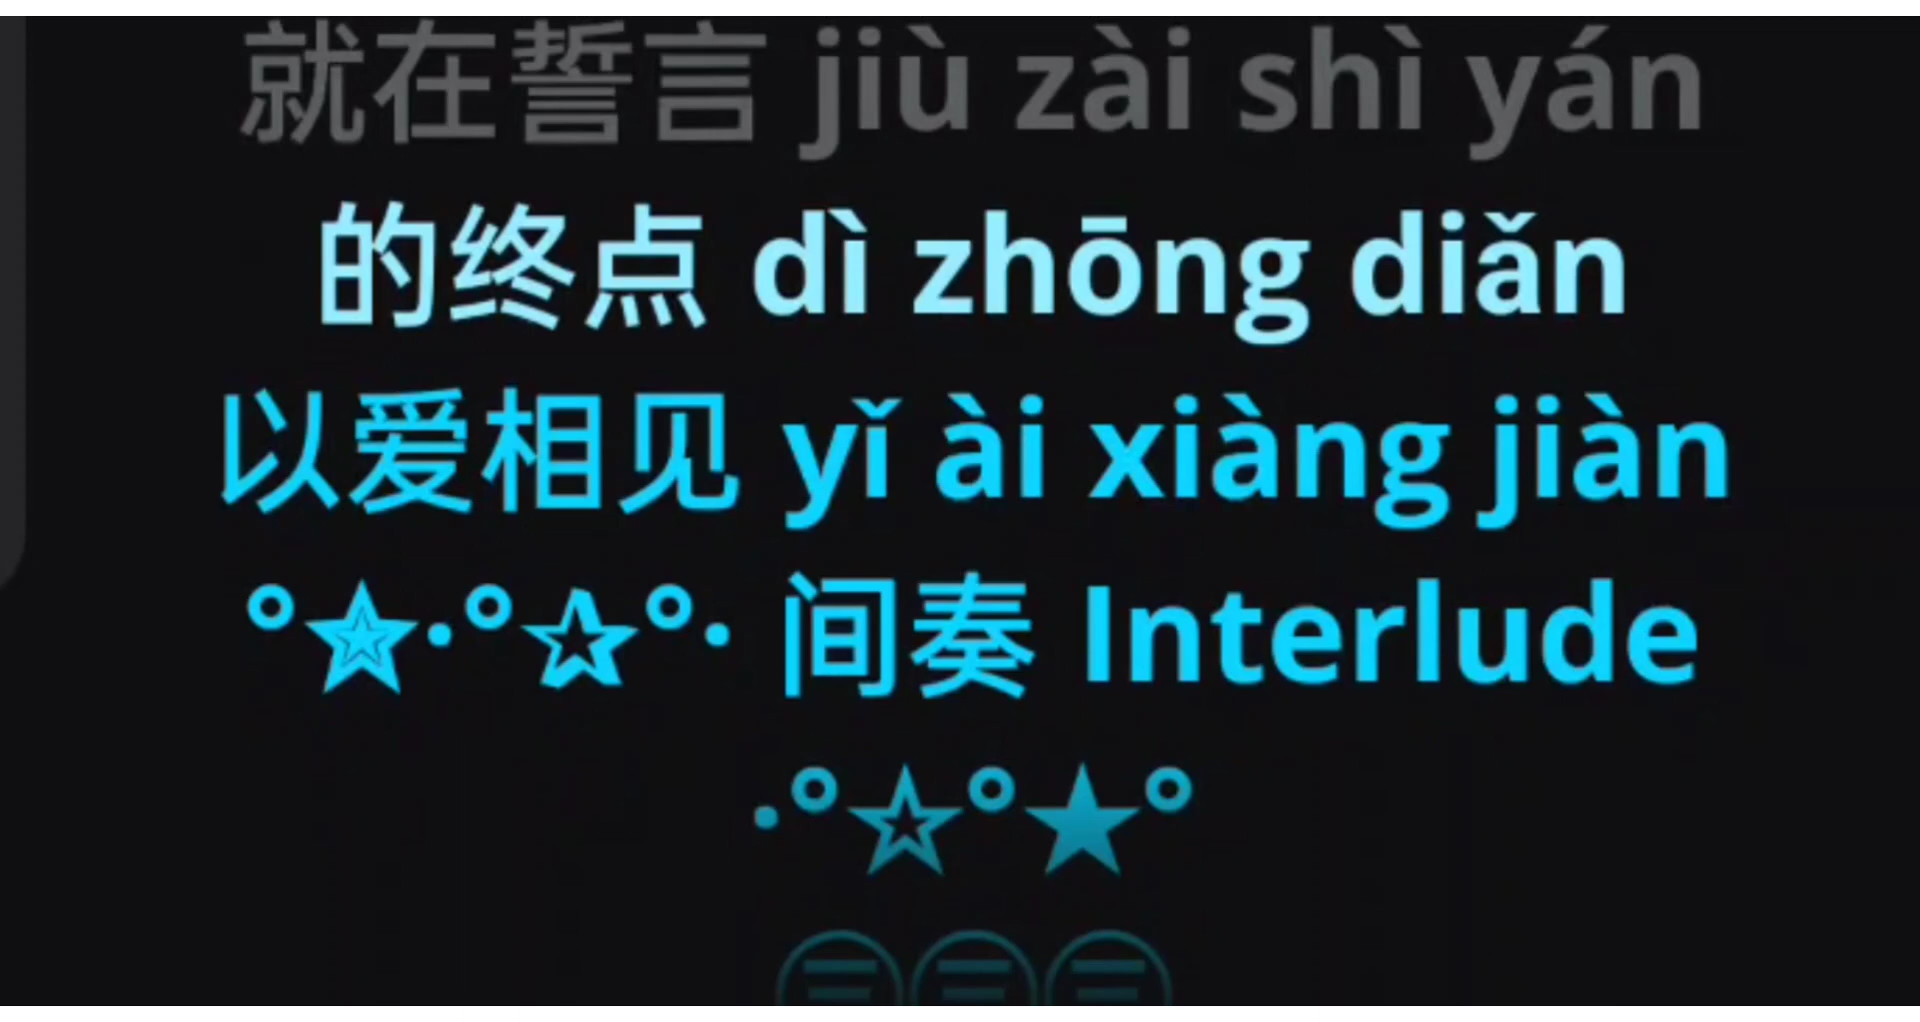 就在誓言 jiù zài shì yán
的终点 dì zhōng diǎn
以爱相见 yǐ ài xiàng jiàn
°✮·°✰°· 间奏 Interlude
·°☆°★°